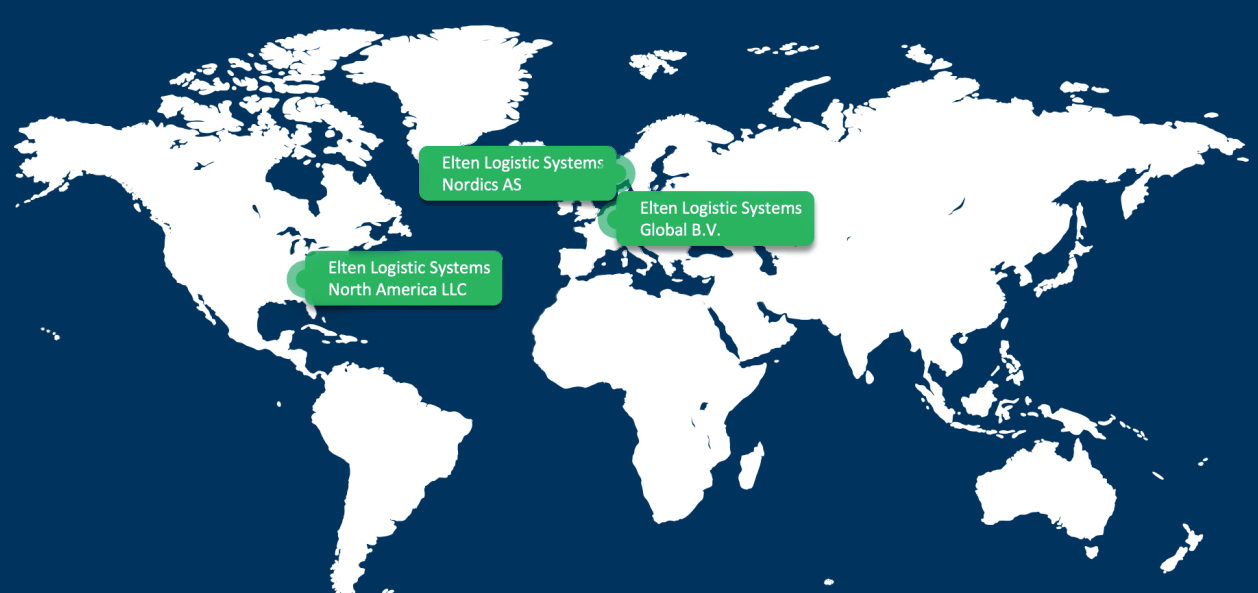 Elten Logistic Systems
Nordics AS
Elten Logistic Systems
Global B.V.
Elten Logistic Systems
North America LLC